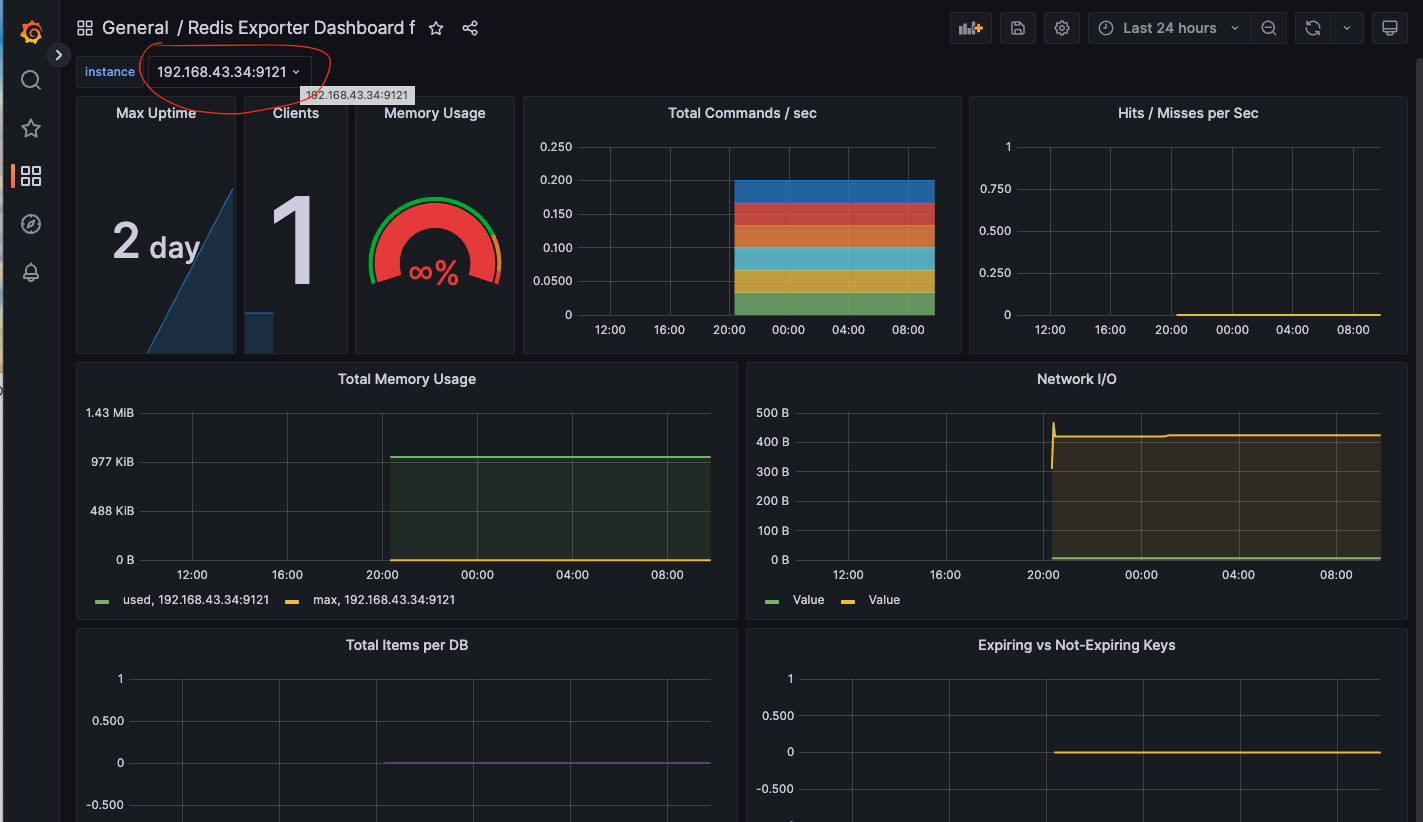 General / Redis Exporter Dashboard f
Last 24 hours
instance
192.168.43.34:9121
192.168.43.34:9121
Max Uptime
2 day
Clients
1
Memory Usage
∞%
Total Commands / sec
0.250
0.200
0.150
0.100
0.0500
0
12:00 16:00 20:00 00:00 04:00 08:00
Hits / Misses per Sec
1
0.750
0.500
0.250
0
12:00 16:00 20:00 00:00 04:00 08:00
Total Memory Usage
1.43 MiB
977 KiB
488 KiB
0 B
12:00 16:00 20:00 00:00 04:00 08:00
used, 192.168.43.34:9121 max, 192.168.43.34:9121
Network I/O
500 B
400 B
300 B
200 B
100 B
0 B
12:00 16:00 20:00 00:00 04:00 08:00
Value Value
Total Items per DB
1
0.500
0
-0.500
Expiring vs Not-Expiring Keys
1
0.500
0
-0.500